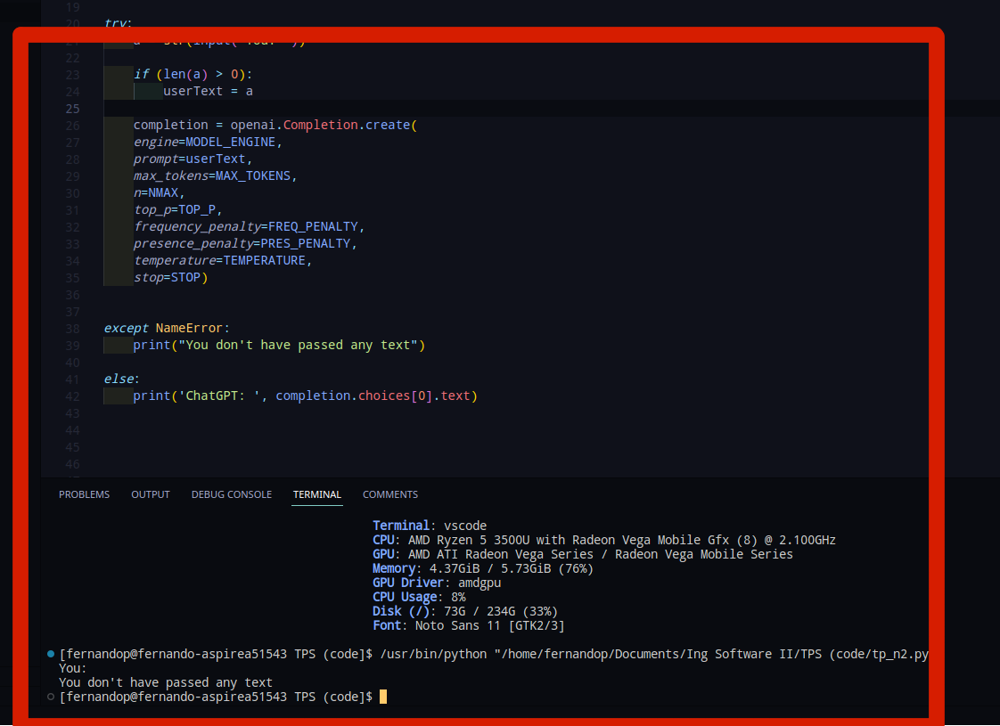 19
20 try:
21 a = str(input("You: "))
22
23 if (len(a) > 0):
24 userText = a
25
26 completion = openai.Completion.create(
27 engine=MODEL_ENGINE,
28 prompt=userText,
29 max_tokens=MAX_TOKENS,
30 n=NMAX,
31 top_p=TOP_P,
32 frequency_penalty=FREQ_PENALTY,
33 presence_penalty=PRES_PENALTY,
34 temperature=TEMPERATURE,
35 stop=STOP)
36
37
38 except NameError:
39 print("You don't have passed any text")
40
41 else:
42 print('ChatGPT: ', completion.choices[0].text)
43
44
45
46
PROBLEMS OUTPUT DEBUG CONSOLE TERMINAL COMMENTS
Terminal: vscode
CPU: AMD Ryzen 5 3500U with Radeon Vega Mobile Gfx (8) @ 2.100GHz
GPU: AMD ATI Radeon Vega Series / Radeon Vega Mobile Series
Memory: 4.37GiB / 5.73GiB (76%)
GPU Driver: amdgpu
CPU Usage: 8%
Disk (/): 73G / 234G (33%)
Font: Noto Sans 11 [GTK2/3]
[fernandop@fernando-aspirea51543 TPS (code]$ /usr/bin/python "/home/fernandop/Documents/Ing Software II/TPS (code/tp_n2.py
You:
You don't have passed any text
[fernandop@fernando-aspirea51543 TPS (code]$